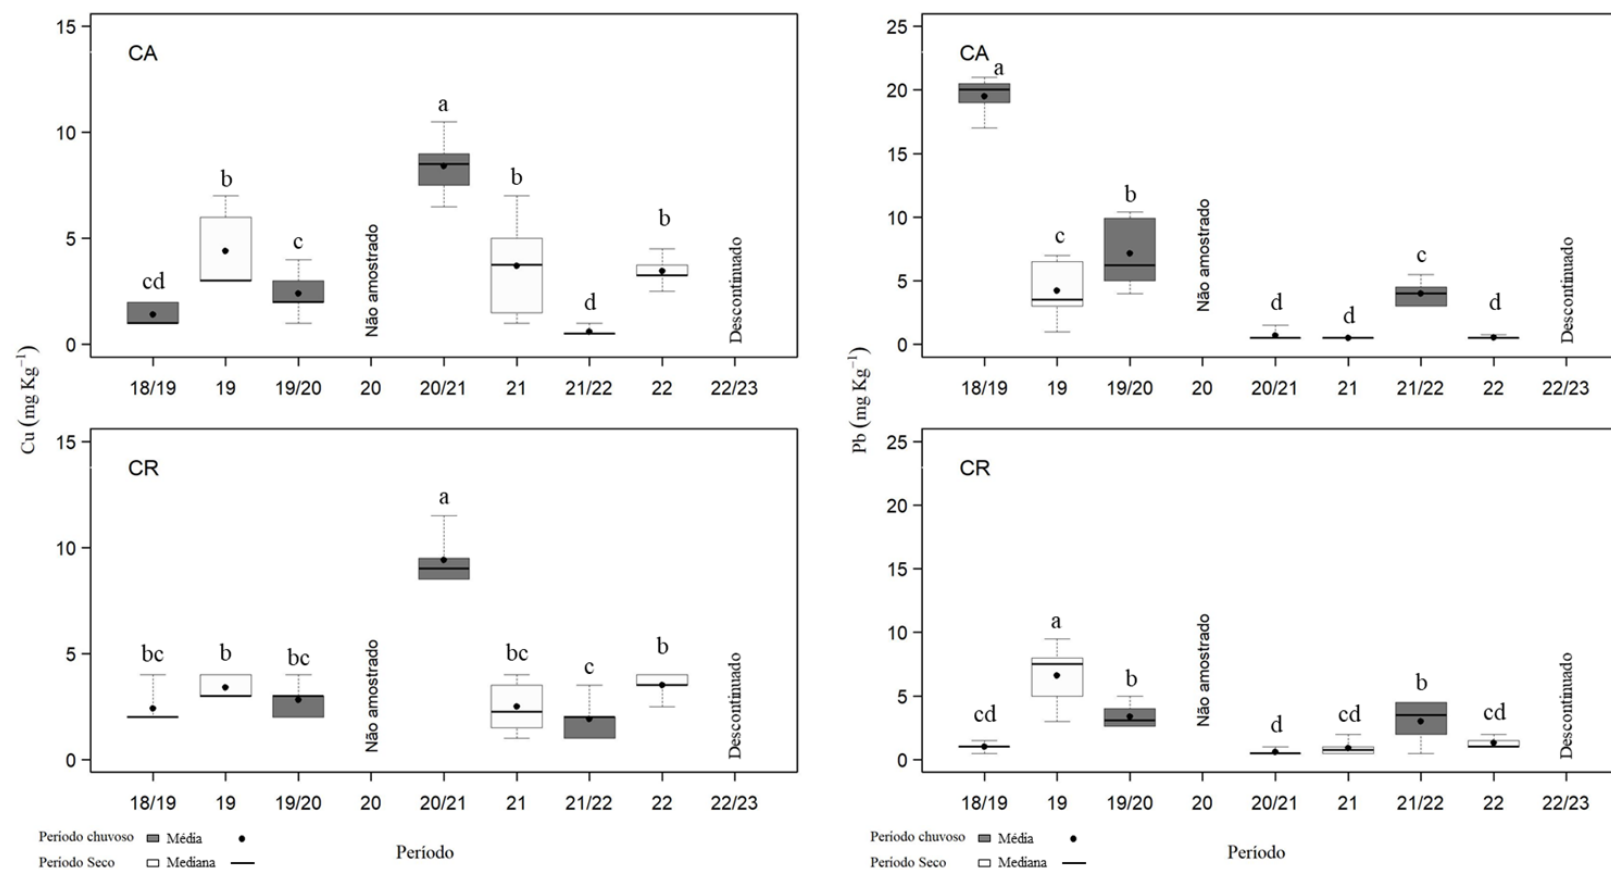 CA
a
b
b
b
c
cd
d
Não amostrado
Descontinuado
15
10
5
0
18/19 19 19/20 20 20/21 21 21/22 22 22/23
Cu (mg Kg⁻¹)
CR
a
bc b bc bc c b
Não amostrado
Descontinuado
15
10
5
0
18/19 19 19/20 20 20/21 21 21/22 22 22/23
Período chuvoso Média
Período Seco Mediana
Período
CA
a
b
c
c
d d d
Não amostrado
Descontinuado
25
20
15
10
5
0
18/19 19 19/20 20 20/21 21 21/22 22 22/23
Pb (mg Kg⁻¹)
CR
a
b
b
cd d cd cd
Não amostrado
Descontinuado
25
20
15
10
5
0
18/19 19 19/20 20 20/21 21 21/22 22 22/23
Período chuvoso Média
Período Seco Mediana
Período